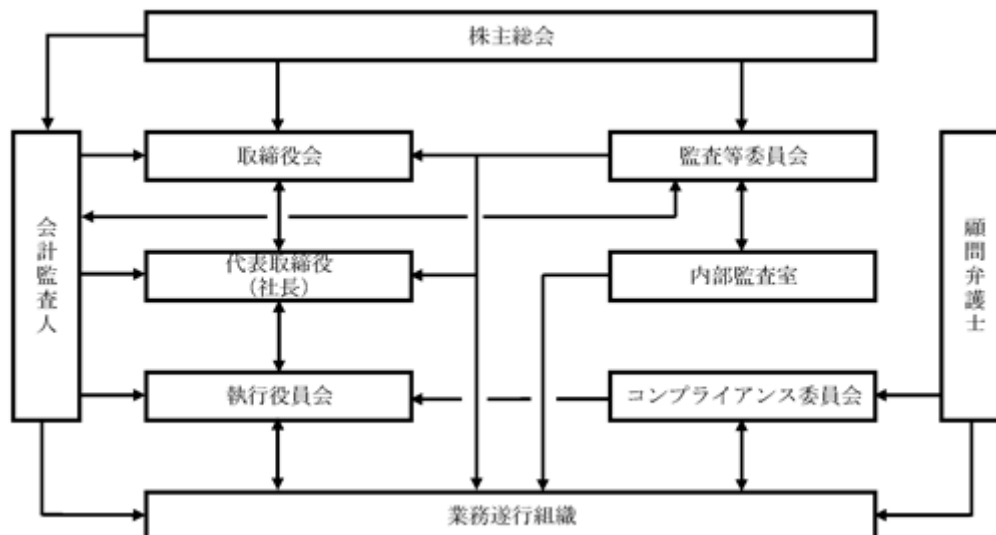 株主総会
取締役会
監査等委員会
会計監査人
顧問弁護士
代表取締役
（社長）
内部監査室
執行役員会
コンプライアンス委員会
業務遂行組織